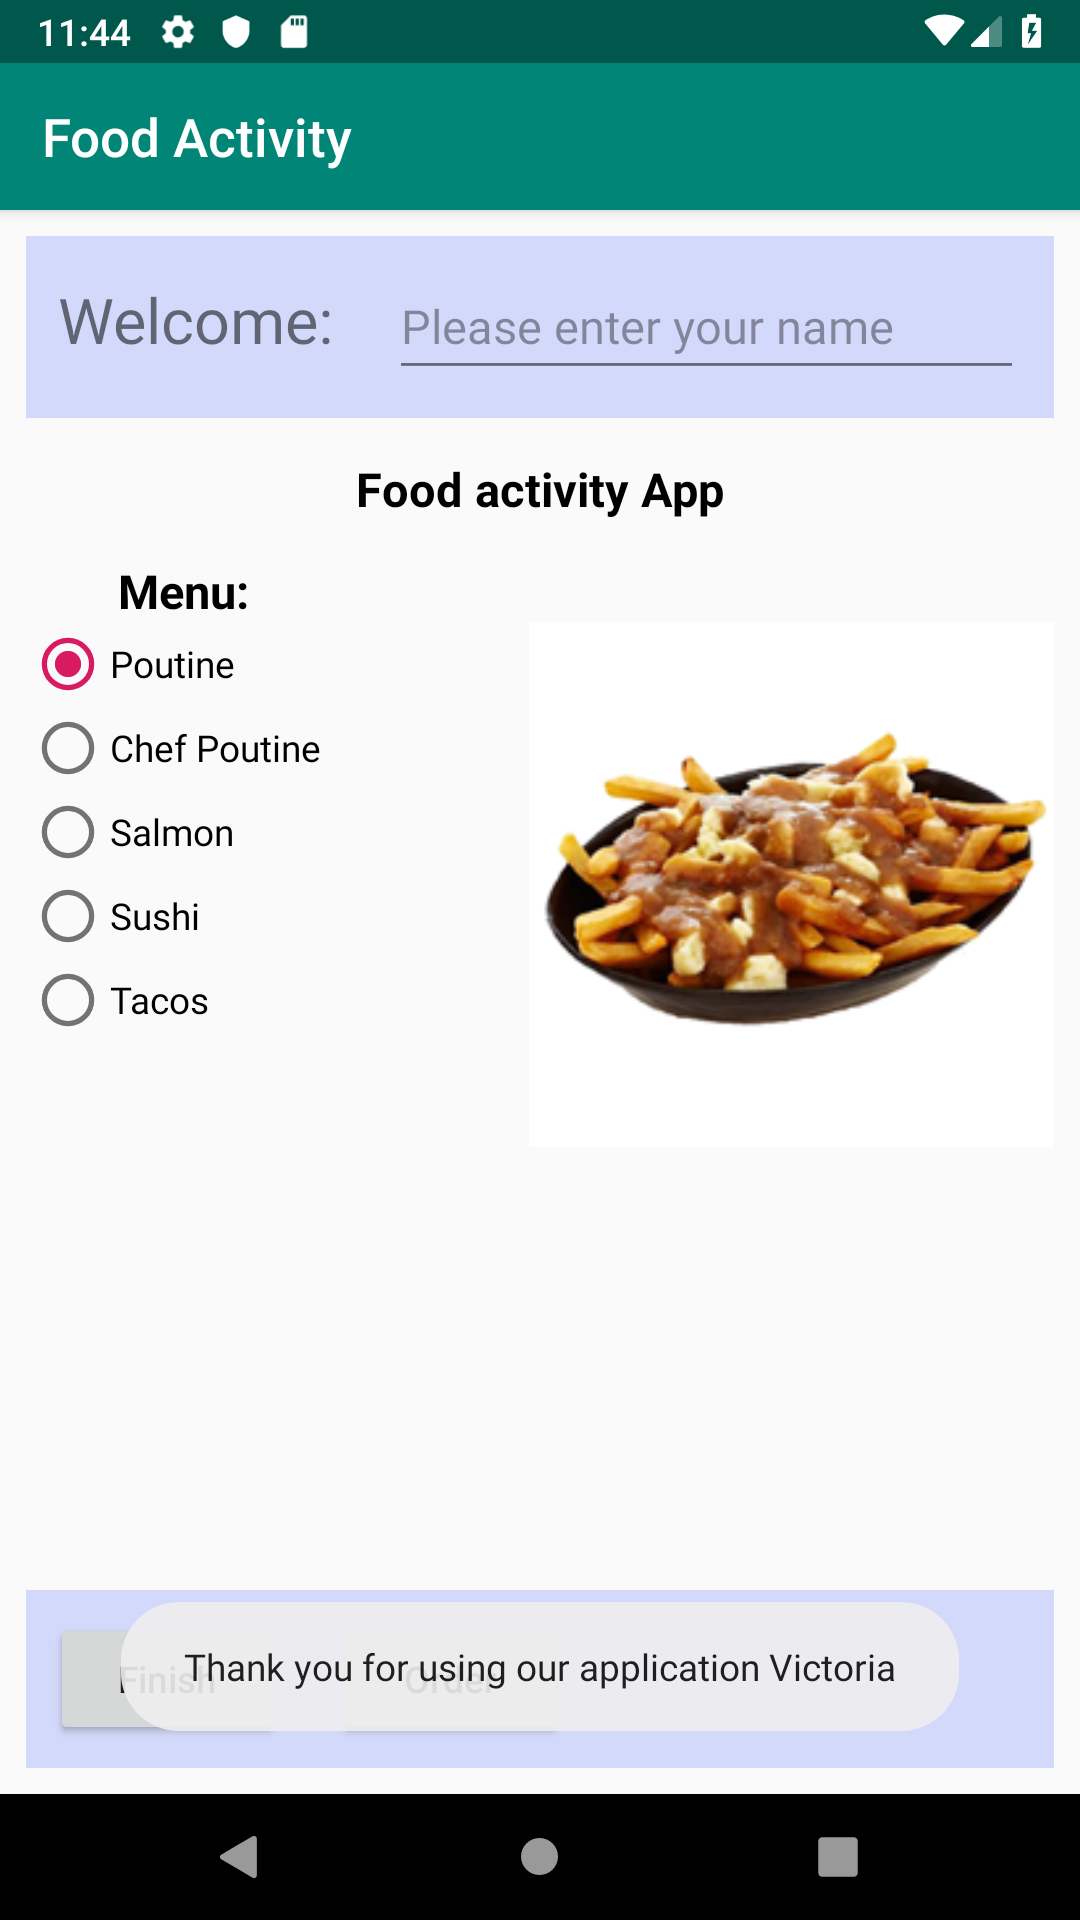 11:44
Food Activity
Welcome: Please enter your name
Food activity App
Menu:
Poutine
Chef Poutine
Salmon
Sushi
Tacos
Finish Order
Thank you for using our application Victoria